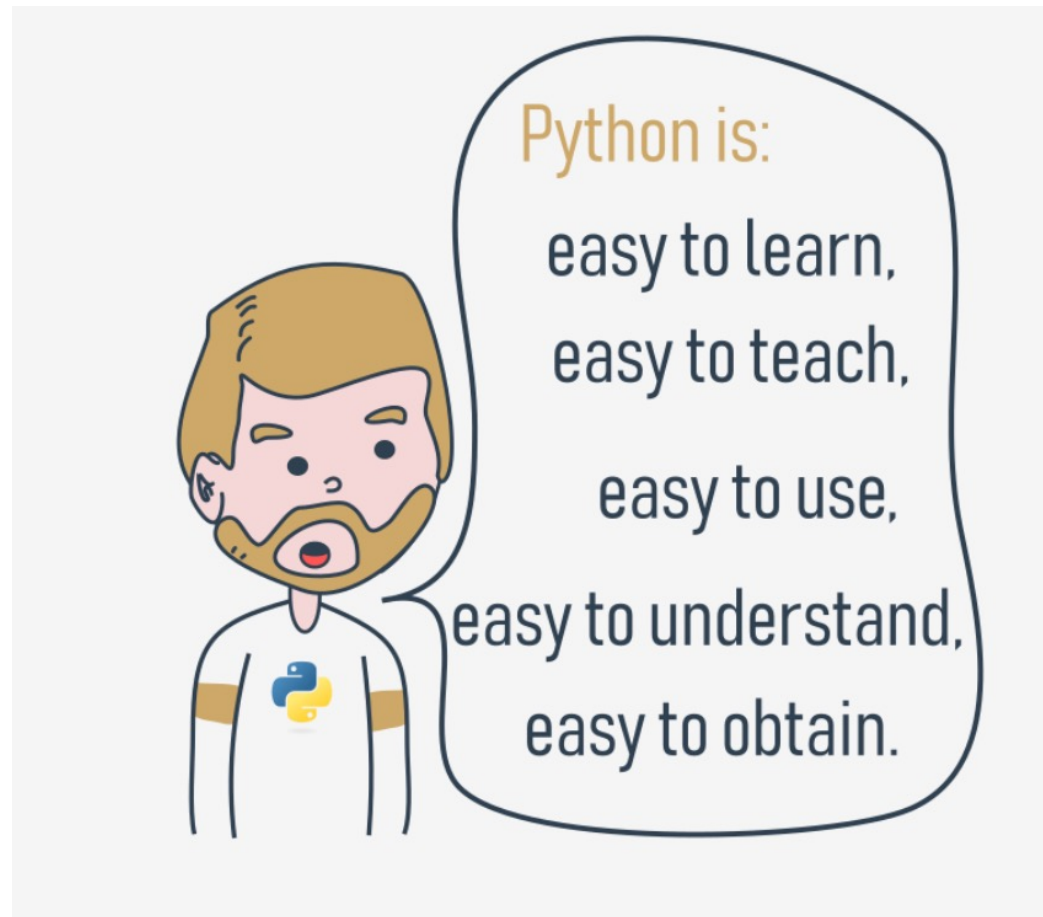 Python is:
easy to learn,
easy to teach,
easy to use,
easy to understand,
easy to obtain.